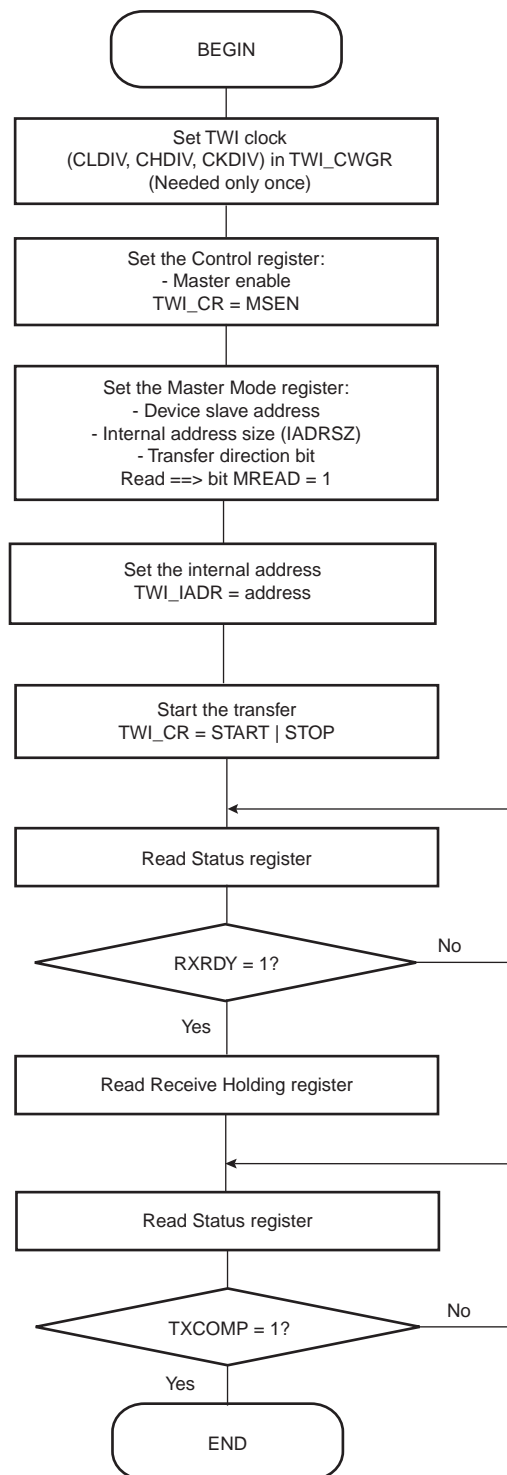 BEGIN
Set TWI clock
(CLDIV, CHDIV, CKDIV) in TWI_CWGR
(Needed only once)
Set the Control register:
- Master enable
TWI_CR = MSEN
Set the Master Mode register:
- Device slave address
- Internal address size (IADRSZ)
- Transfer direction bit
Read ==> bit MREAD = 1
Set the internal address
TWI_IADR = address
Start the transfer
TWI_CR = START | STOP
Read Status register
RXRDY = 1?
No
Yes
Read Receive Holding register
Read Status register
TXCOMP = 1?
No
Yes
END